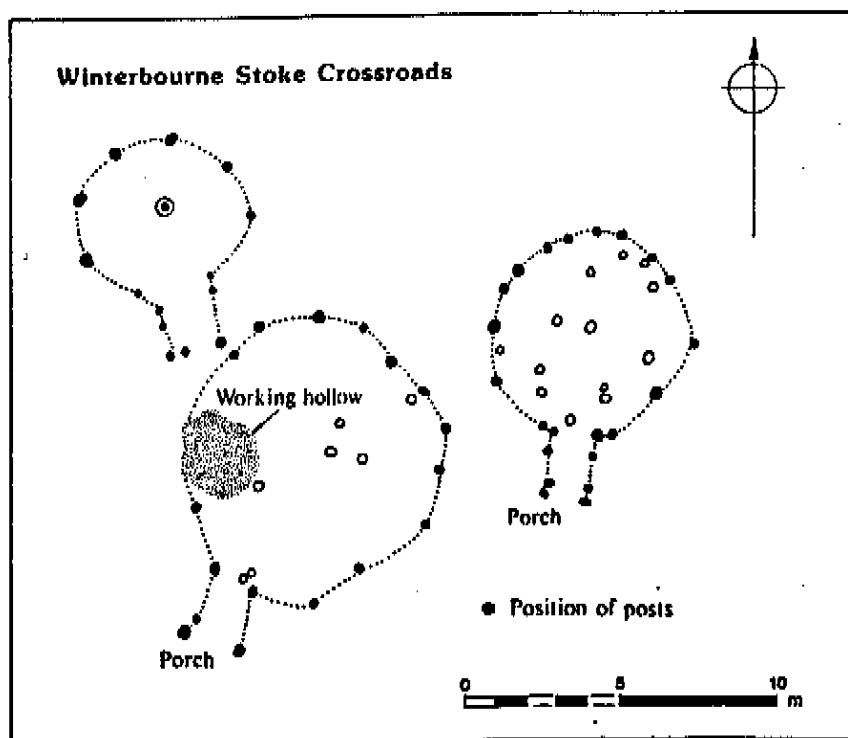 Winterbourne Stoke Crossroads
Working hollow
Porch
Porch
Position of posts
0 5 10
m